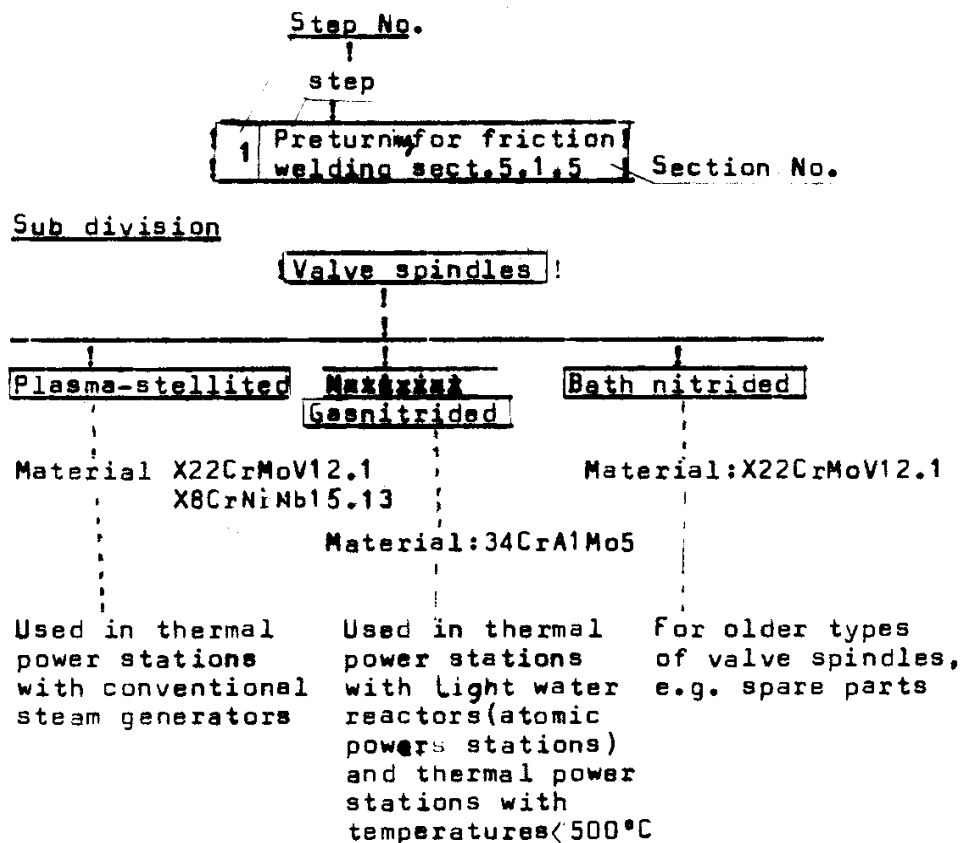 Step No.
step
1 Preturning for friction
welding sect.5.1.5
Section No.
Sub division
Valve spindles
Plasma-stellited
Gasnitrided
Bath nitrided
Material X22CrMoV12.1
X8CrNiNb15.13
Material:34CrA1Mo5
Material:X22CrMoV12.1
Used in thermal
power stations
with conventional
steam generators
Used in thermal
power stations
with Light water
reactors(atomic
powers stations)
and thermal power
stations with
temperatures<500°C
For older types
of valve spindles,
e.g. spare parts